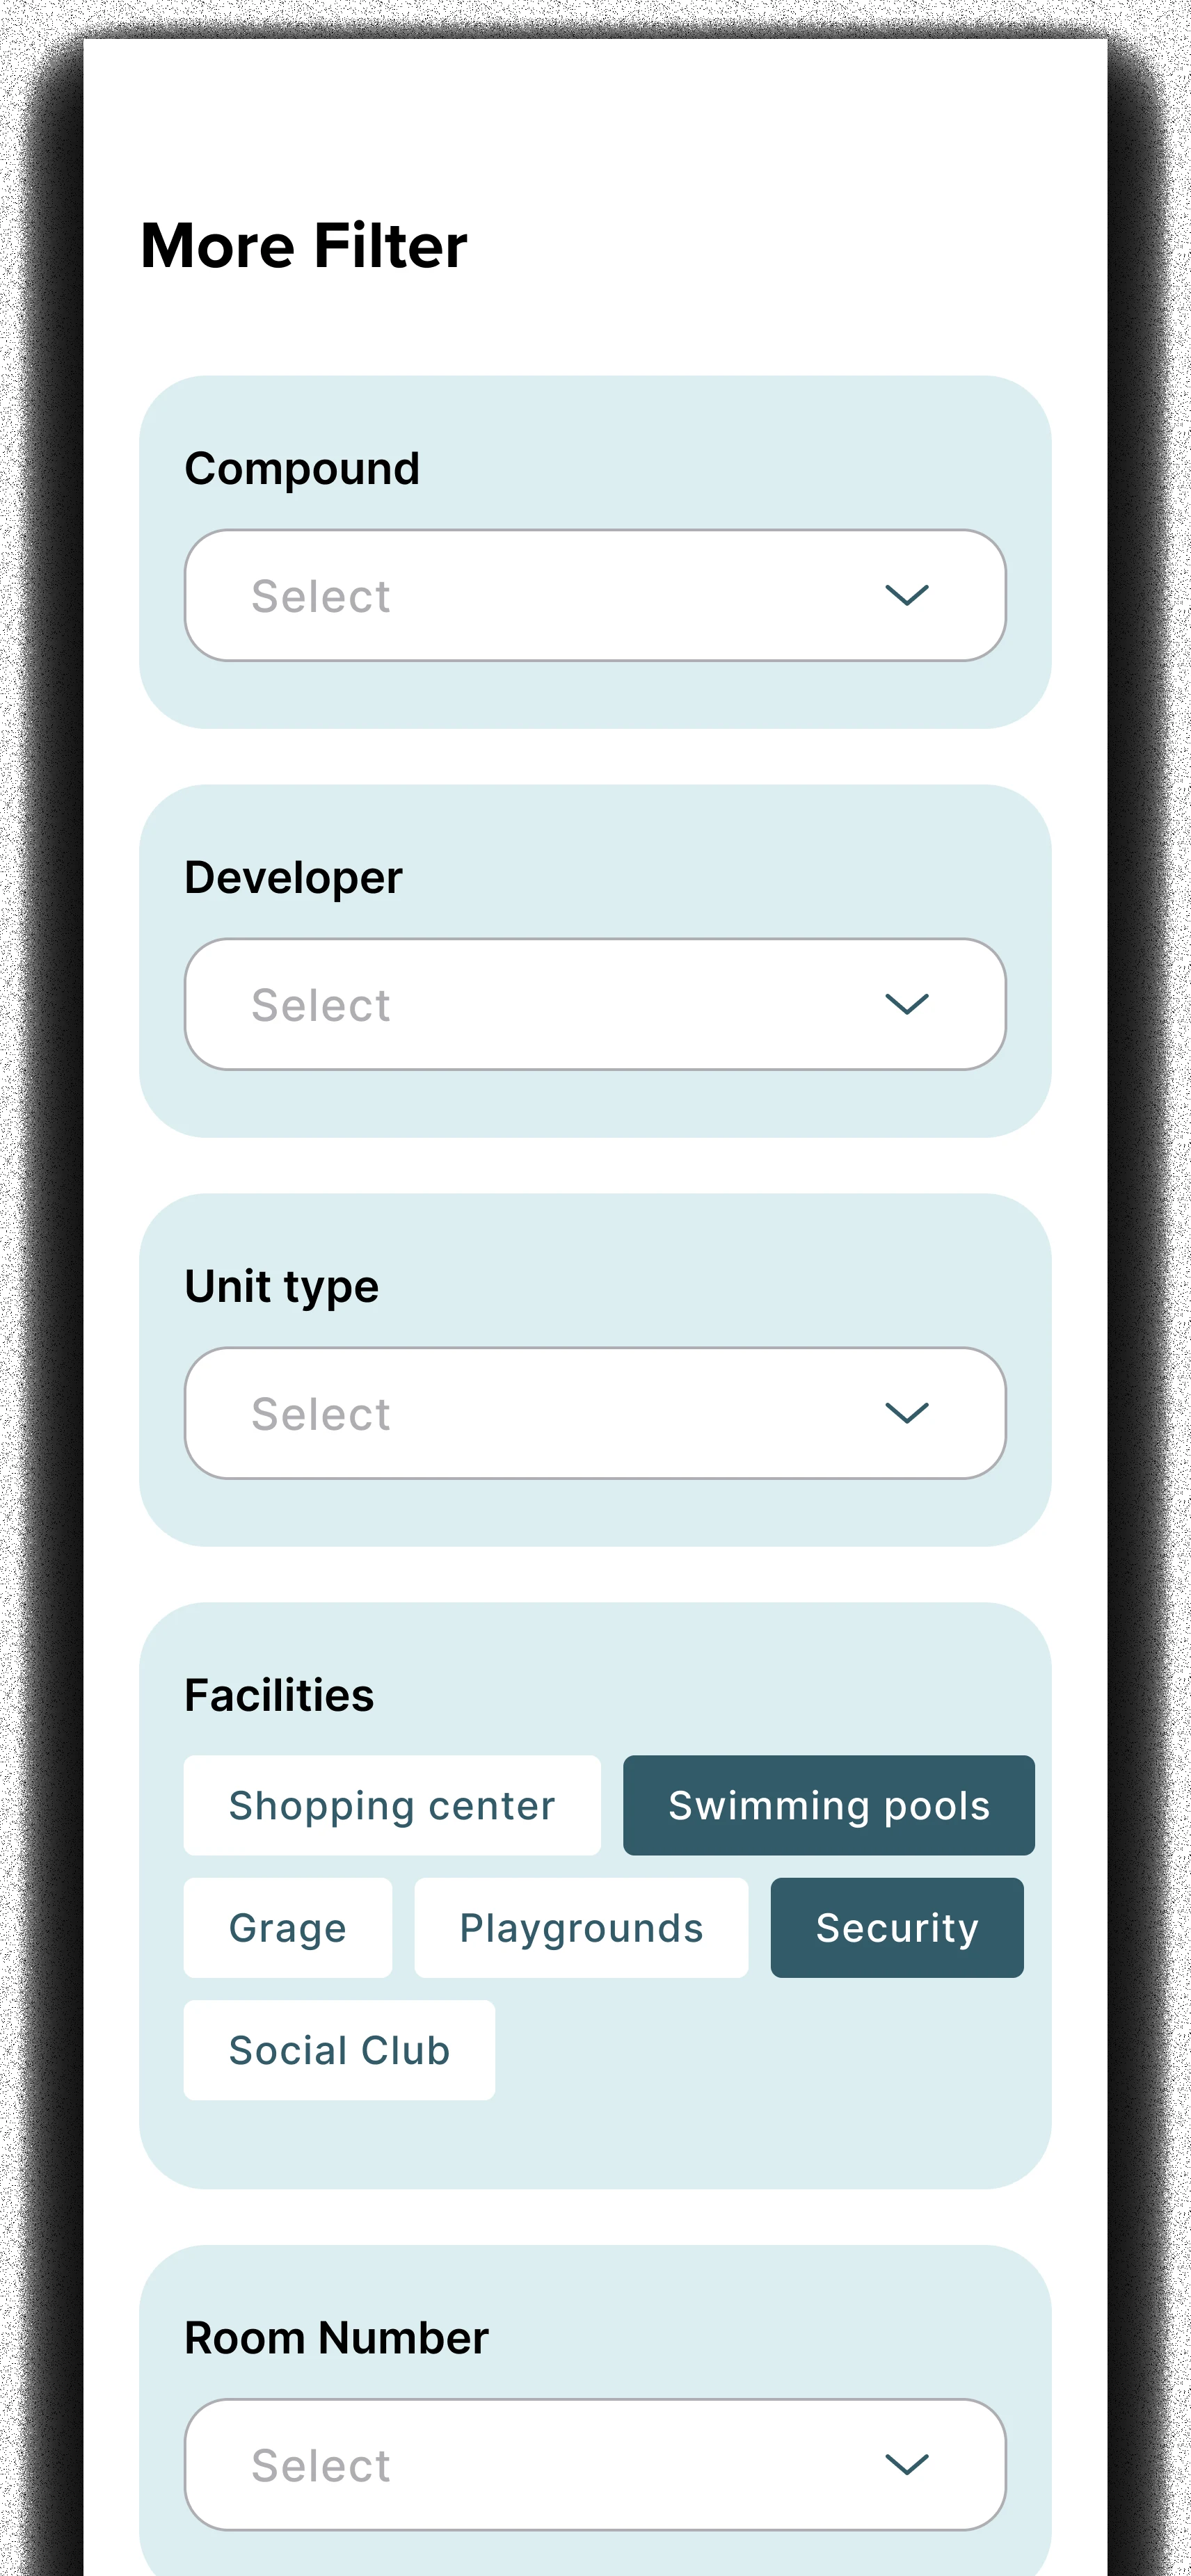 More Filter
Compound
Select
Developer
Select
Unit type
Select
Facilities
Shopping center Swimming pools
Grage Playgrounds Security
Social Club
Room Number
Select